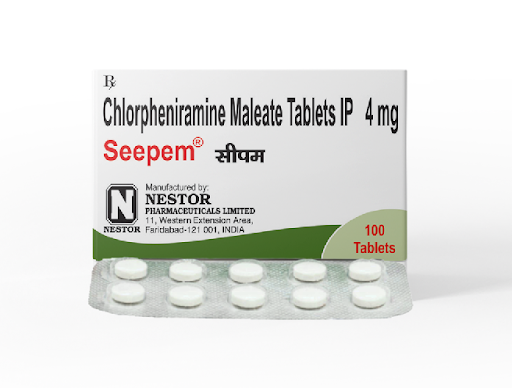 Rx
Chlorpheniramine Maleate Tablets IP 4 mg
Seepem® सीपम
N
NESTOR
Manufactured by:
NESTOR
PHARMACEUTICALS LIMITED
11, Western Extension Area,
Faridabad-121 001, INDIA
100
Tablets